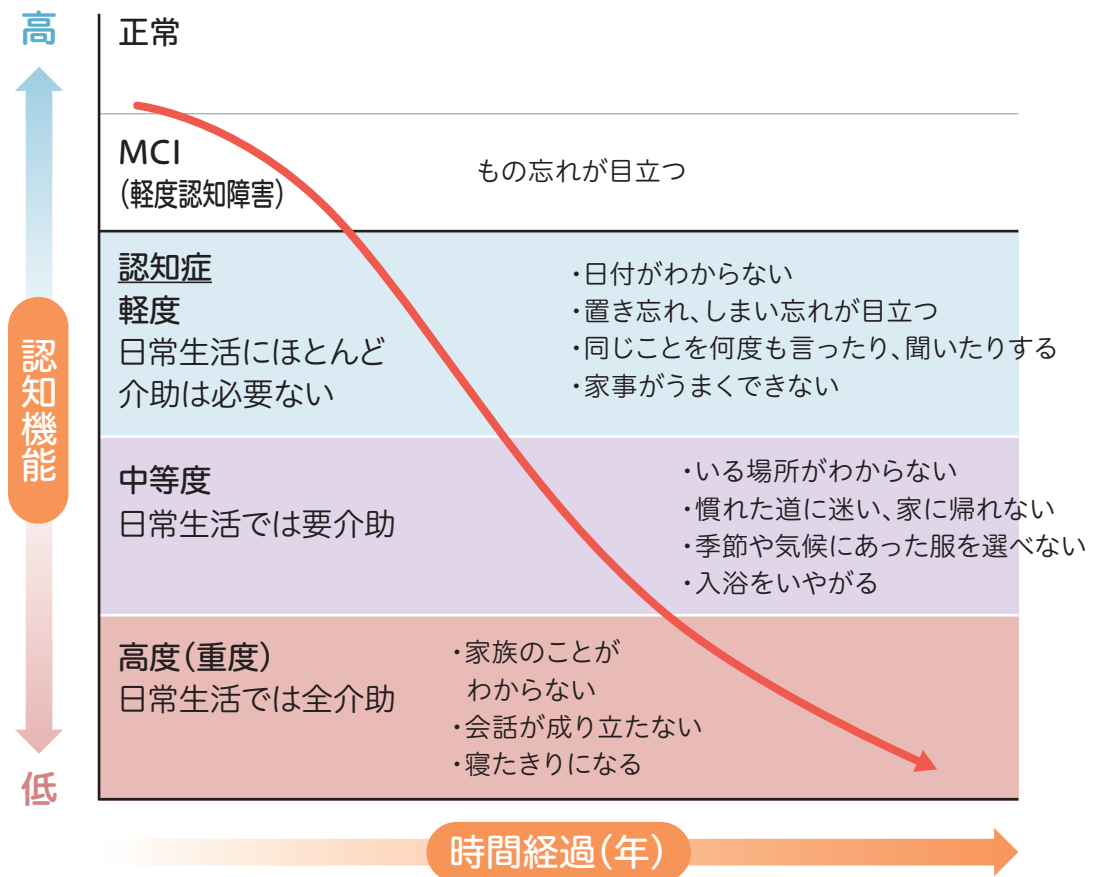 高
認知機能
低
正常
MCI
(軽度認知障害)
もの忘れが目立つ
認知症
軽度
日常生活にほとんど
介助は必要ない
・日付がわからない
・置き忘れ、しまい忘れが目立つ
・同じことを何度も言ったり、聞いたりする
・家事がうまくできない
中等度
日常生活では要介助
・いる場所がわからない
・慣れた道に迷い、家に帰れない
・季節や気候にあった服を選べない
・入浴をいやがる
高度(重度)
日常生活では全介助
・家族のことが
わからない
・会話が成り立たない
・寝たきりになる
時間経過(年)